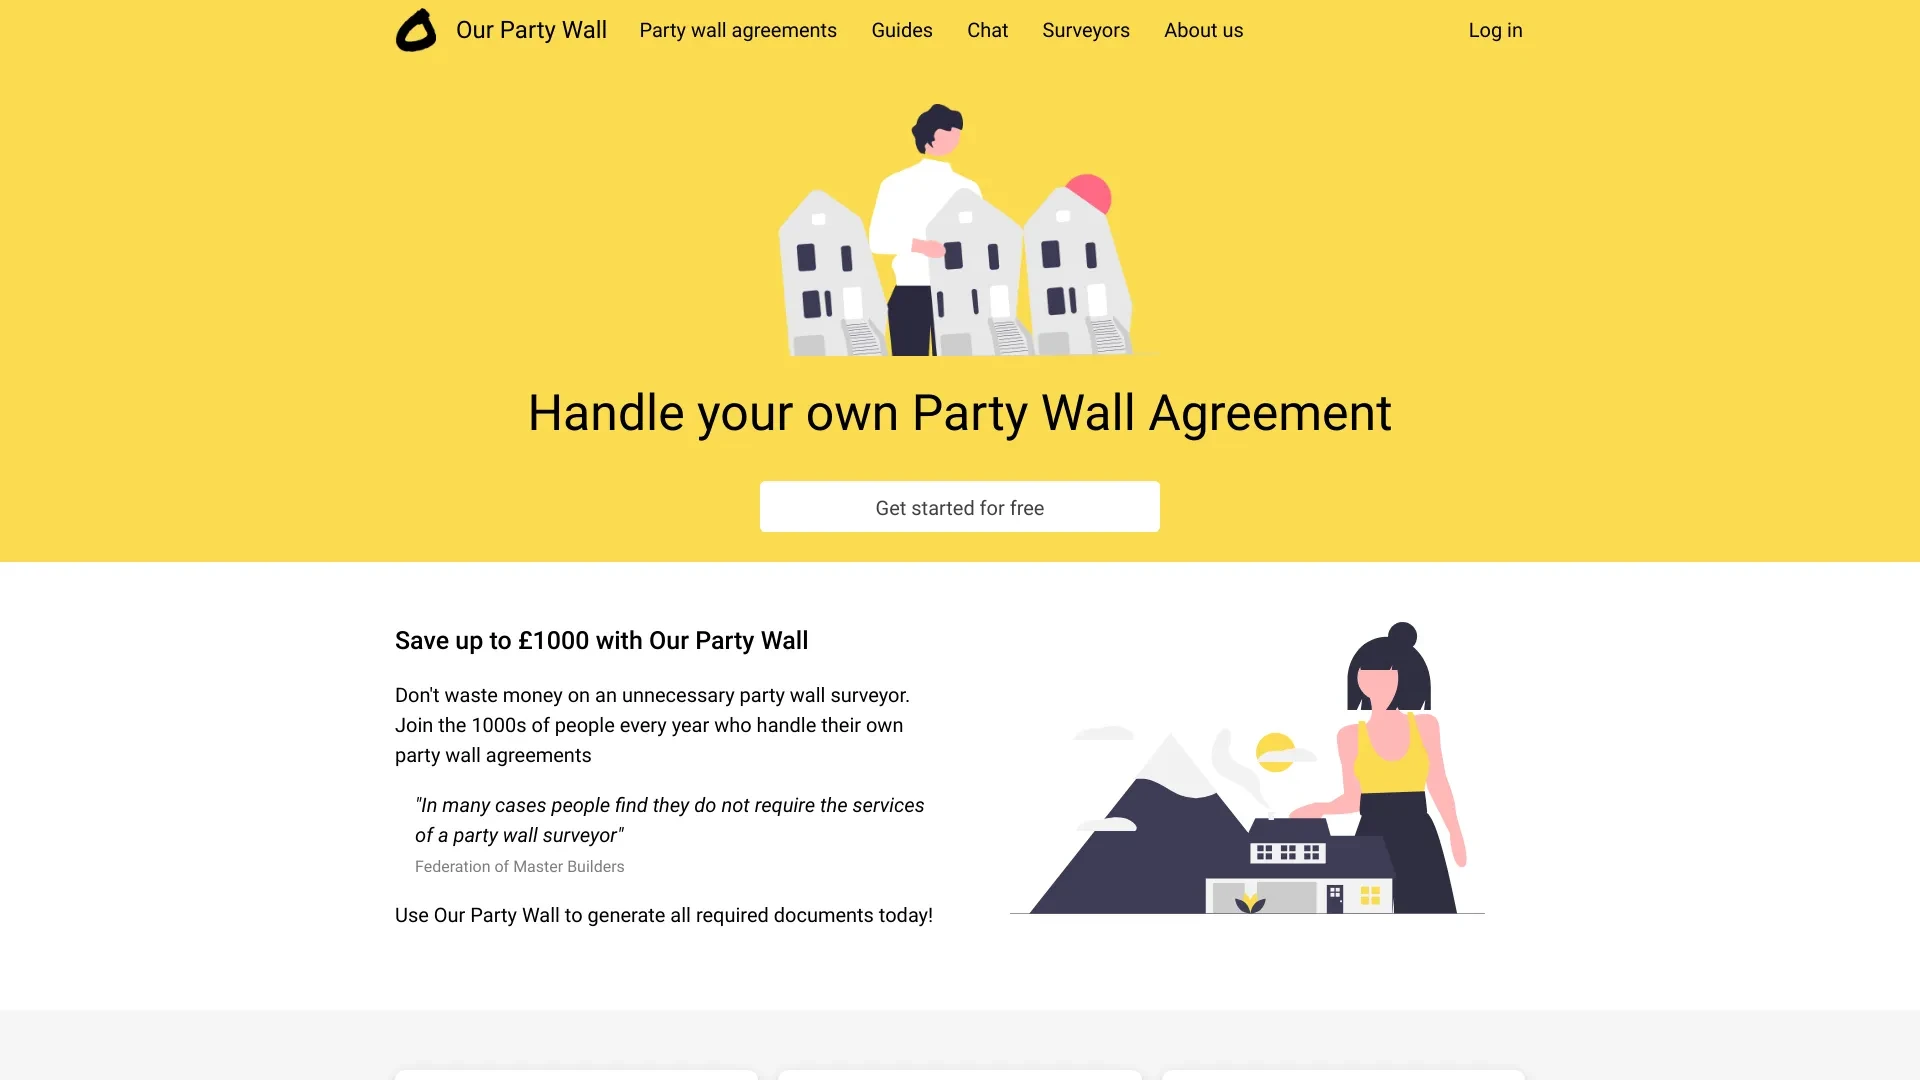 Our Party Wall
Party wall agreements
Guides
Chat
Surveyors
About us
Log in
Handle your own Party Wall Agreement
Get started for free
Save up to £1000 with Our Party Wall
Don't waste money on an unnecessary party wall surveyor.
Join the 1000s of people every year who handle their own
party wall agreements
"In many cases people find they do not require the services
of a party wall surveyor"
Federation of Master Builders
Use Our Party Wall to generate all required documents today!